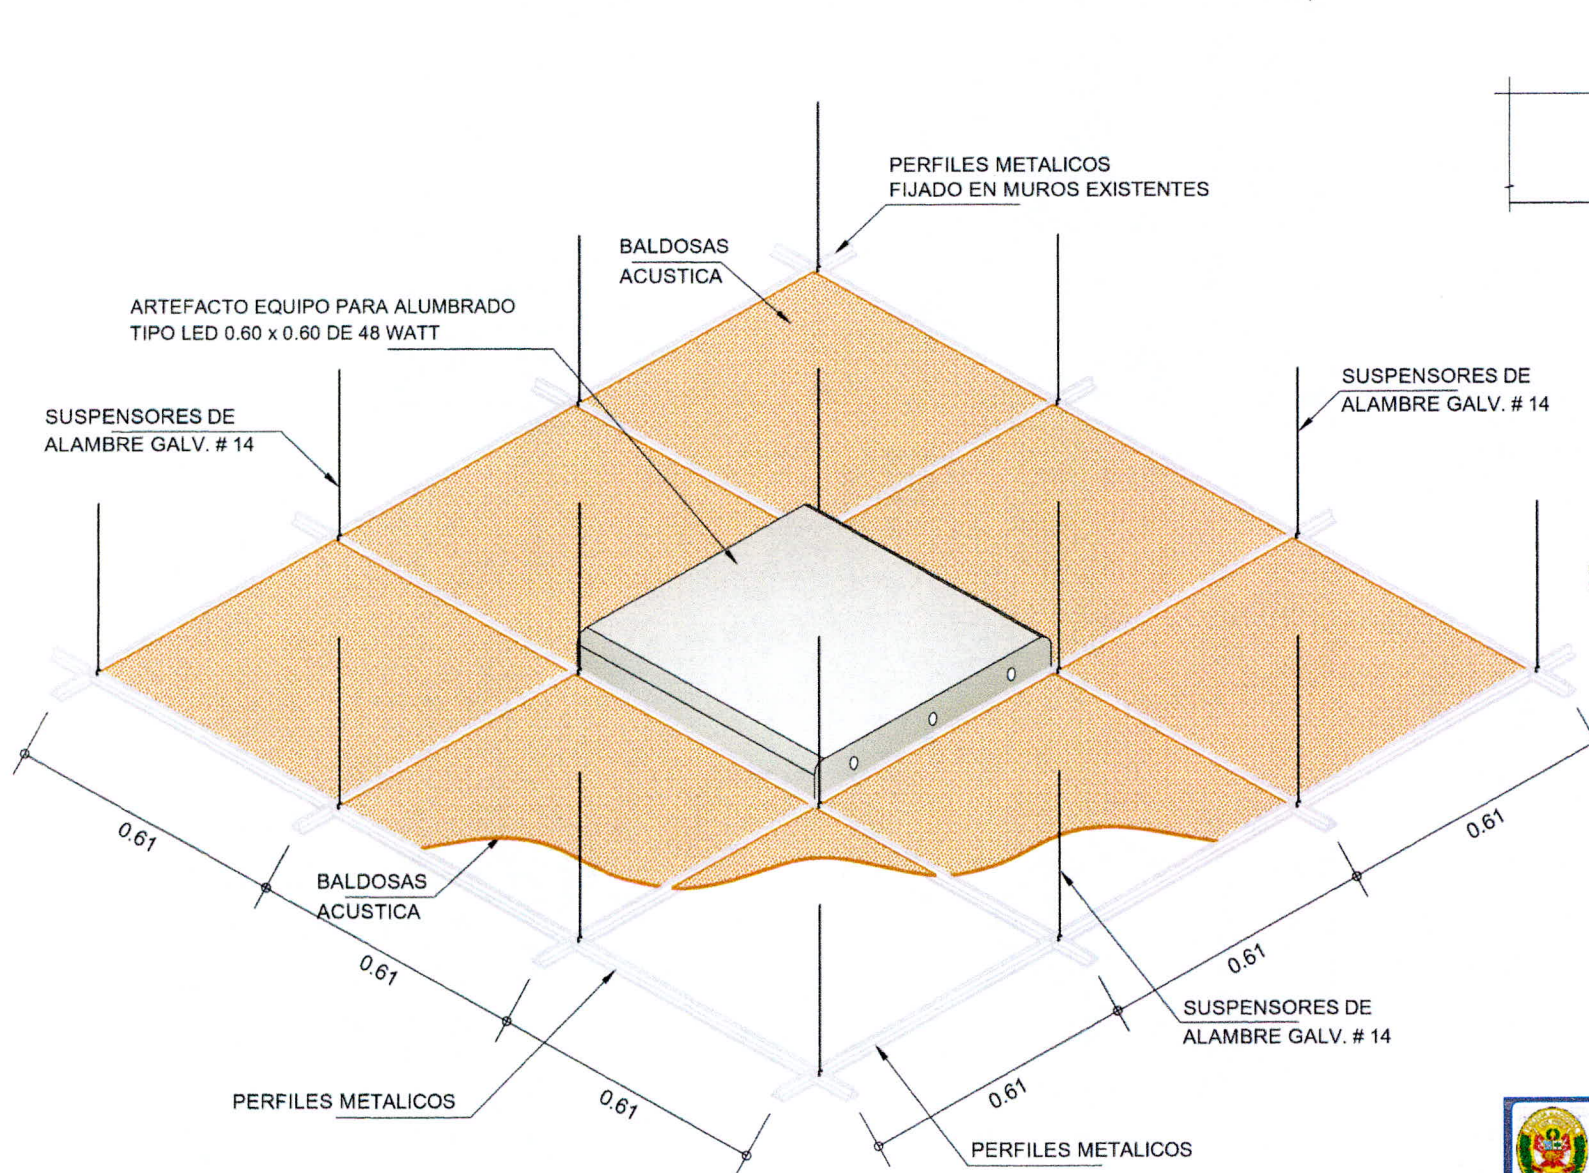 PERFILES METALICOS
FIJADO EN MUROS EXISTENTES
BALDOSAS
ACUSTICA
ARTEFACTO EQUIPO PARA ALUMBRADO
TIPO LED 0.60 x 0.60 DE 48 WATT
SUSPENSORES DE
ALAMBRE GALV. # 14
SUSPENSORES DE
ALAMBRE GALV. # 14
0.61
0.61
BALDOSAS
ACUSTICA
0.61
0.61
SUSPENSORES DE
ALAMBRE GALV. # 14
PERFILES METALICOS
0.61
0.61
PERFILES METALICOS